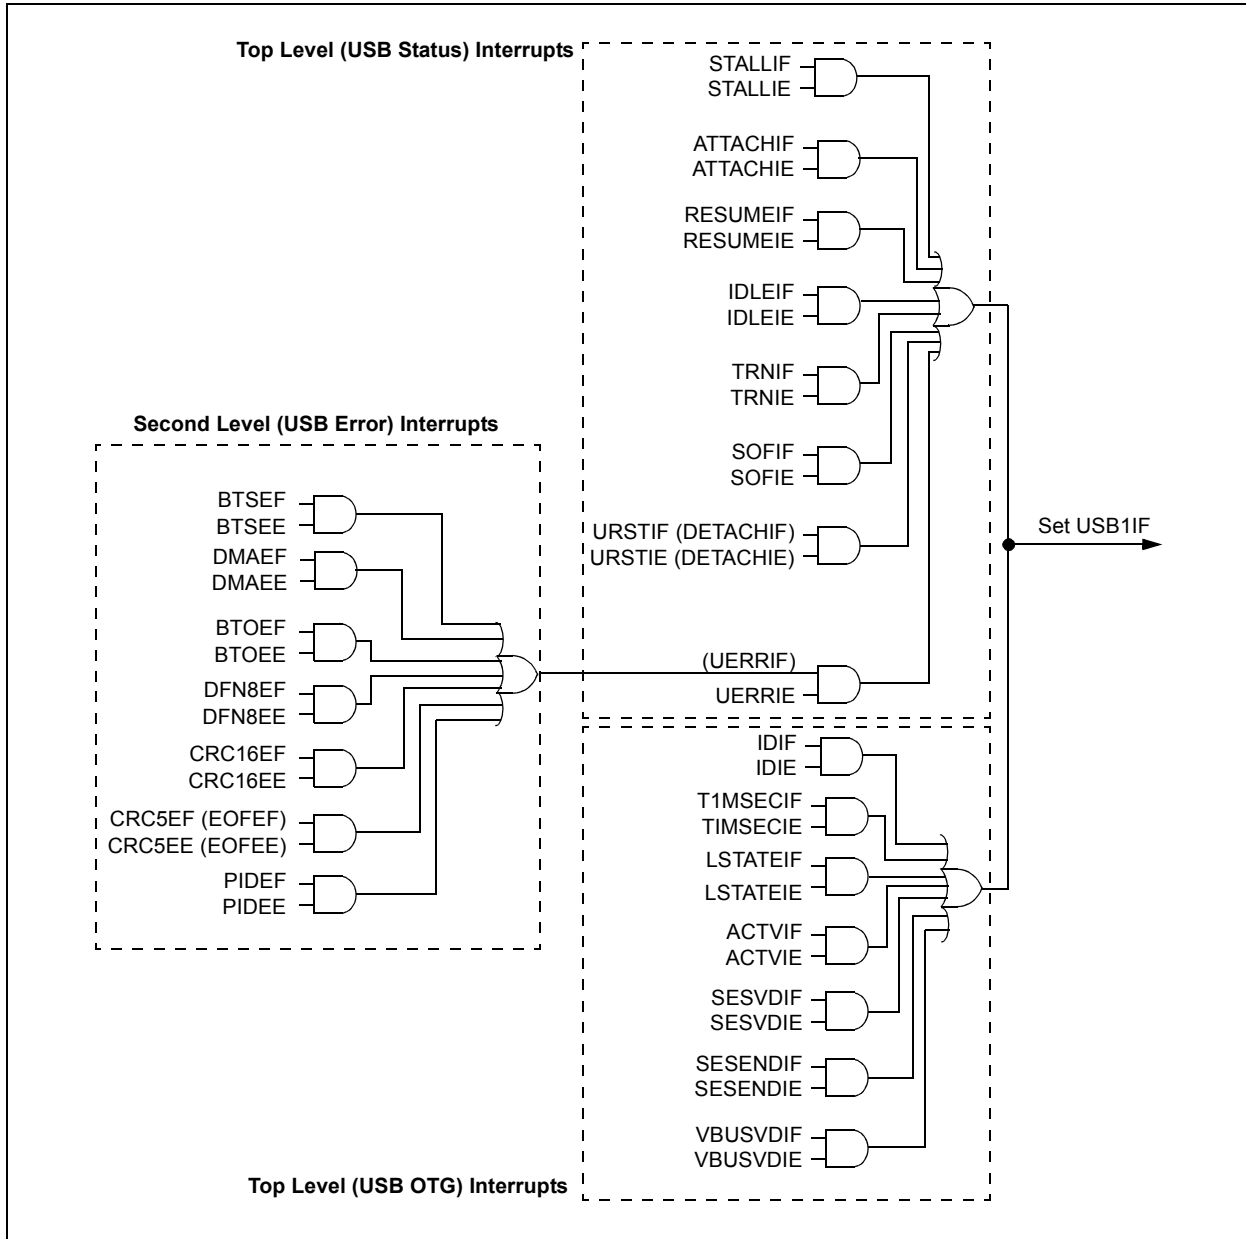 Top Level (USB Status) Interrupts
STALLIF
STALLIE
ATTACHIF
ATTACHIE
RESUMEIF
RESUMEIE
IDLEIF
IDLEIE
TRNIF
TRNIE
SOFIF
SOFIE
URSTIF (DETACHIF)
URSTIE (DETACHIE)
(UERRIF)
UERRIE
Second Level (USB Error) Interrupts
BTSEF
BTSEE
DMAEF
DMAEE
BTOEF
BTOEE
DFN8EF
DFN8EE
CRC16EF
CRC16EE
CRC5EF (EOFEF)
CRC5EE (EOFEE)
PIDEF
PIDEE
Set USB1IF
IDIF
IDIE
T1MSECIF
TIMSECIE
LSTATEIF
LSTATEIE
ACTVIF
ACTVIE
SESVDIF
SESVDIE
SESENDIF
SESENDIE
VBUSVDIF
VBUSVDIE
Top Level (USB OTG) Interrupts